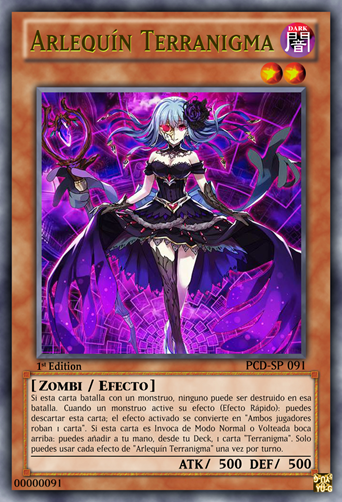 Arlequín Terranigma
DARK
闇
1st Edition
PCD-SP 091
[ Zombi / Efecto ]
Si esta carta batalla con un monstruo, ninguno puede ser destruido en esa
batalla. Cuando un monstruo active su efecto (Efecto Rápido): puedes
descartar esta carta; el efecto activado se convierte en "Ambos jugadores
roban 1 carta". Si esta carta es Invoca de Modo Normal o Volteada boca
arriba: puedes añadir a tu mano, desde tu Deck, 1 carta "Terranigma". Solo
puedes usar cada efecto de "Arlequín Terranigma" una vez por turno.
ATK/ 500 DEF/ 500
00000091